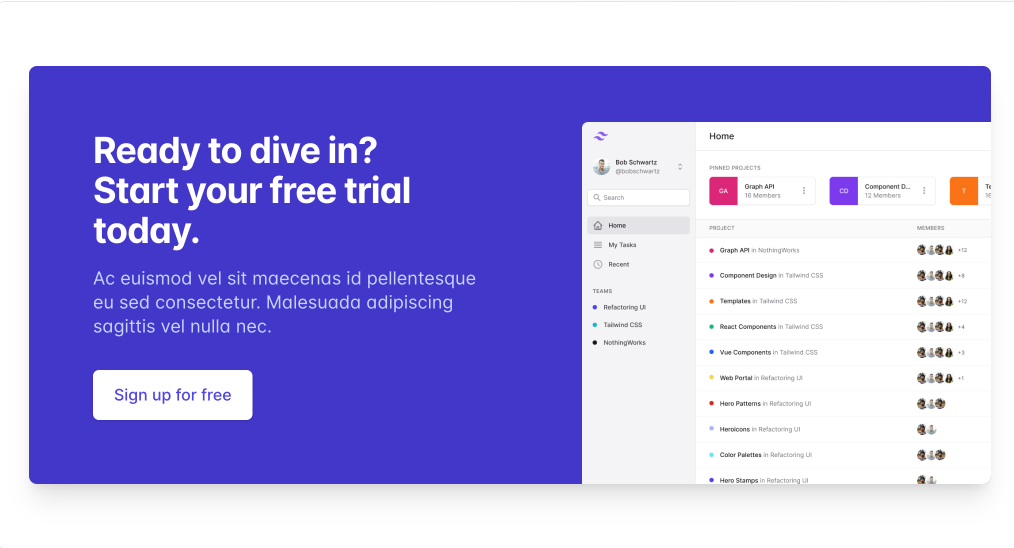 Ready to dive in?
Start your free trial
today.
Ac euismod vel sit maecenas id pellentesque
eu sed consectetur. Malesuada adipiscing
sagittis vel nulla nec.
Sign up for free
Bob Schwartz
@bobschwartz
Search
Home
My Tasks
Recent
TEAMS
Refactoring UI
Tailwind CSS
NothingWorks
Home
PINNED PROJECTS
GA
Graph API
16 Members
CD
Component D...
12 Members
T
Te
16
PROJECT MEMBERS
Graph API in NothingWorks +12
Component Design in Tailwind CSS +8
Templates in Tailwind CSS +12
React Components in Tailwind CSS +4
Vue Components in Tailwind CSS +3
Web Portal in Refactoring UI +1
Hero Patterns in Refactoring UI
Heroicons in Refactoring UI
Color Palettes in Refactoring UI
Hero Stamps in Refactoring UI